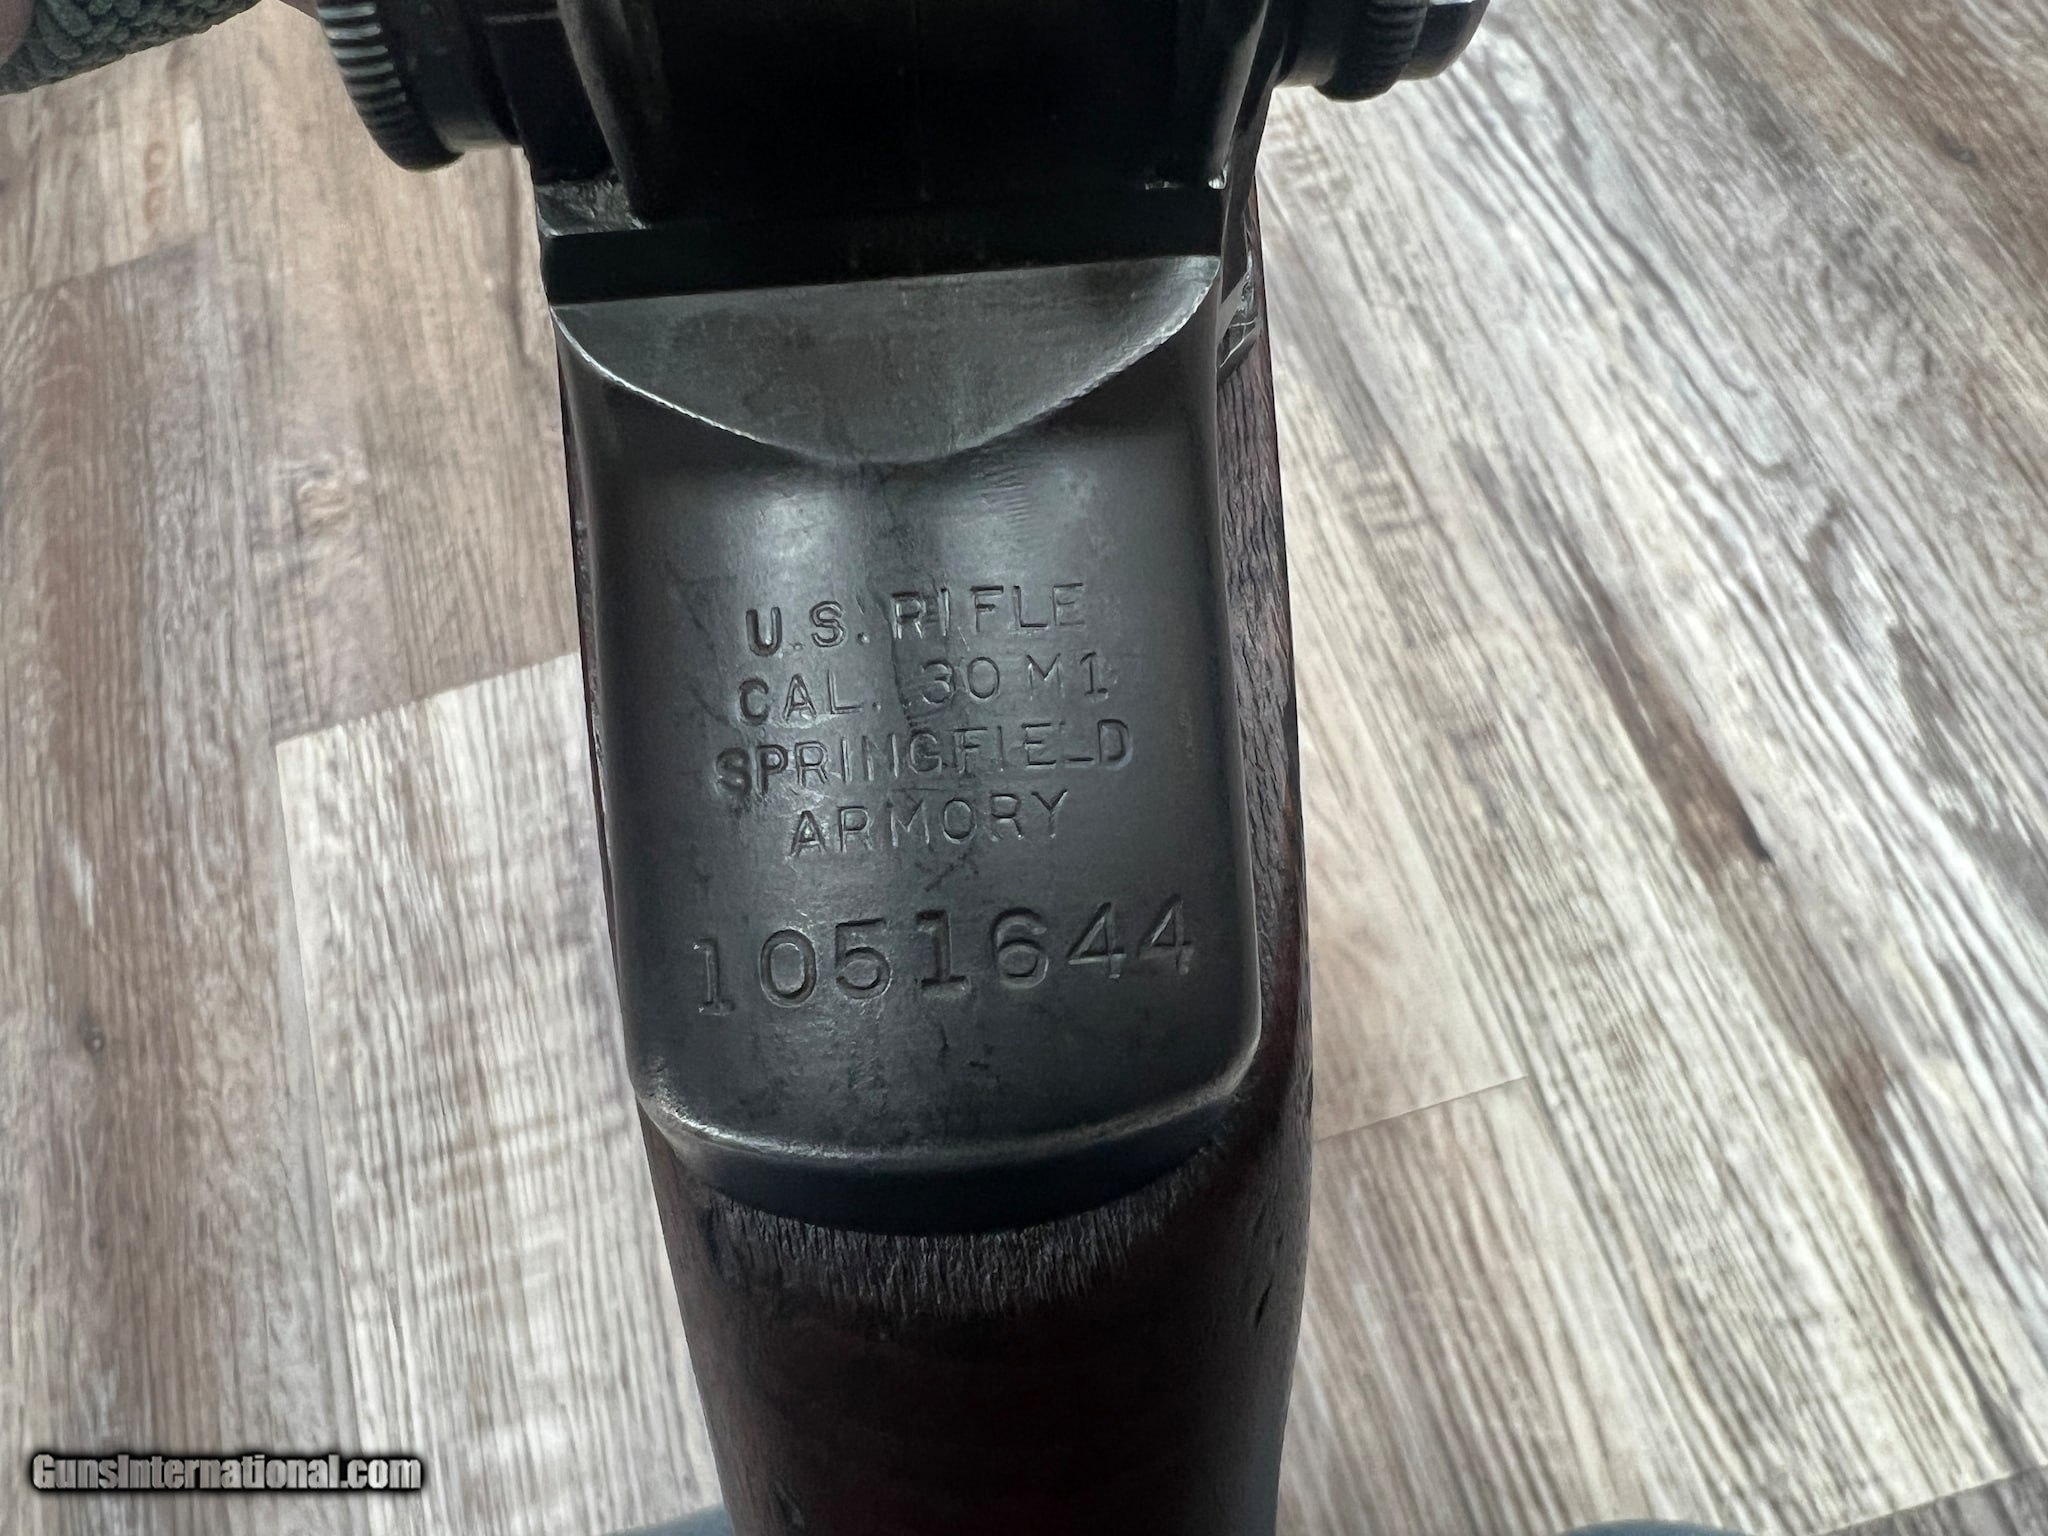 U.S. RIFLE
CAL. .30 M1
SPRINGFIELD
ARMORY
1051644
GunsInternational.com